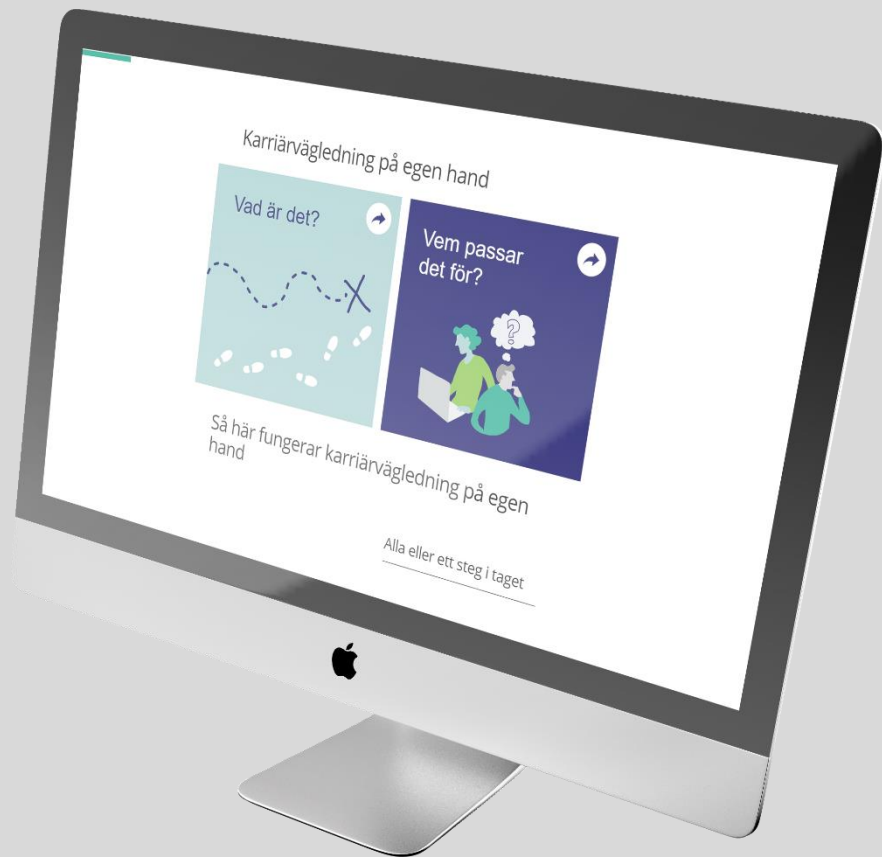 Karriärvägledning på egen hand
Vad är det?
Vem passar
det för?
?
Så här fungerar karriärvägledning på egen
hand
Alla eller ett steg i taget